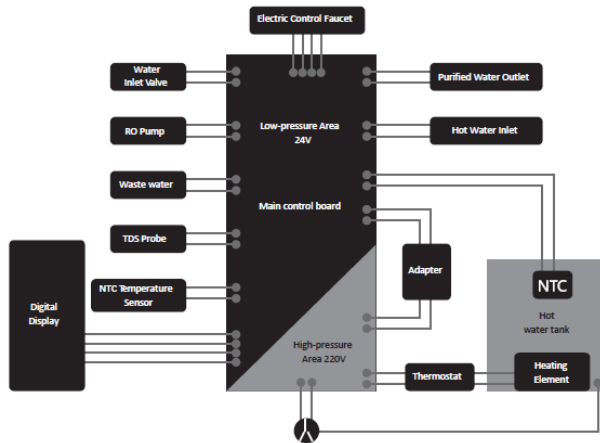 Electric Control Faucet
Water
Inlet Valve
Purified Water Outlet
RO Pump
Low-pressure Area
24V
Hot Water Inlet
Waste water
Main control board
TDS Probe
Adapter
NTC Temperature
Sensor
NTC
Digital
Display
Hot
water tank
High-pressure
Area 220V
Thermostat
Heating
Element